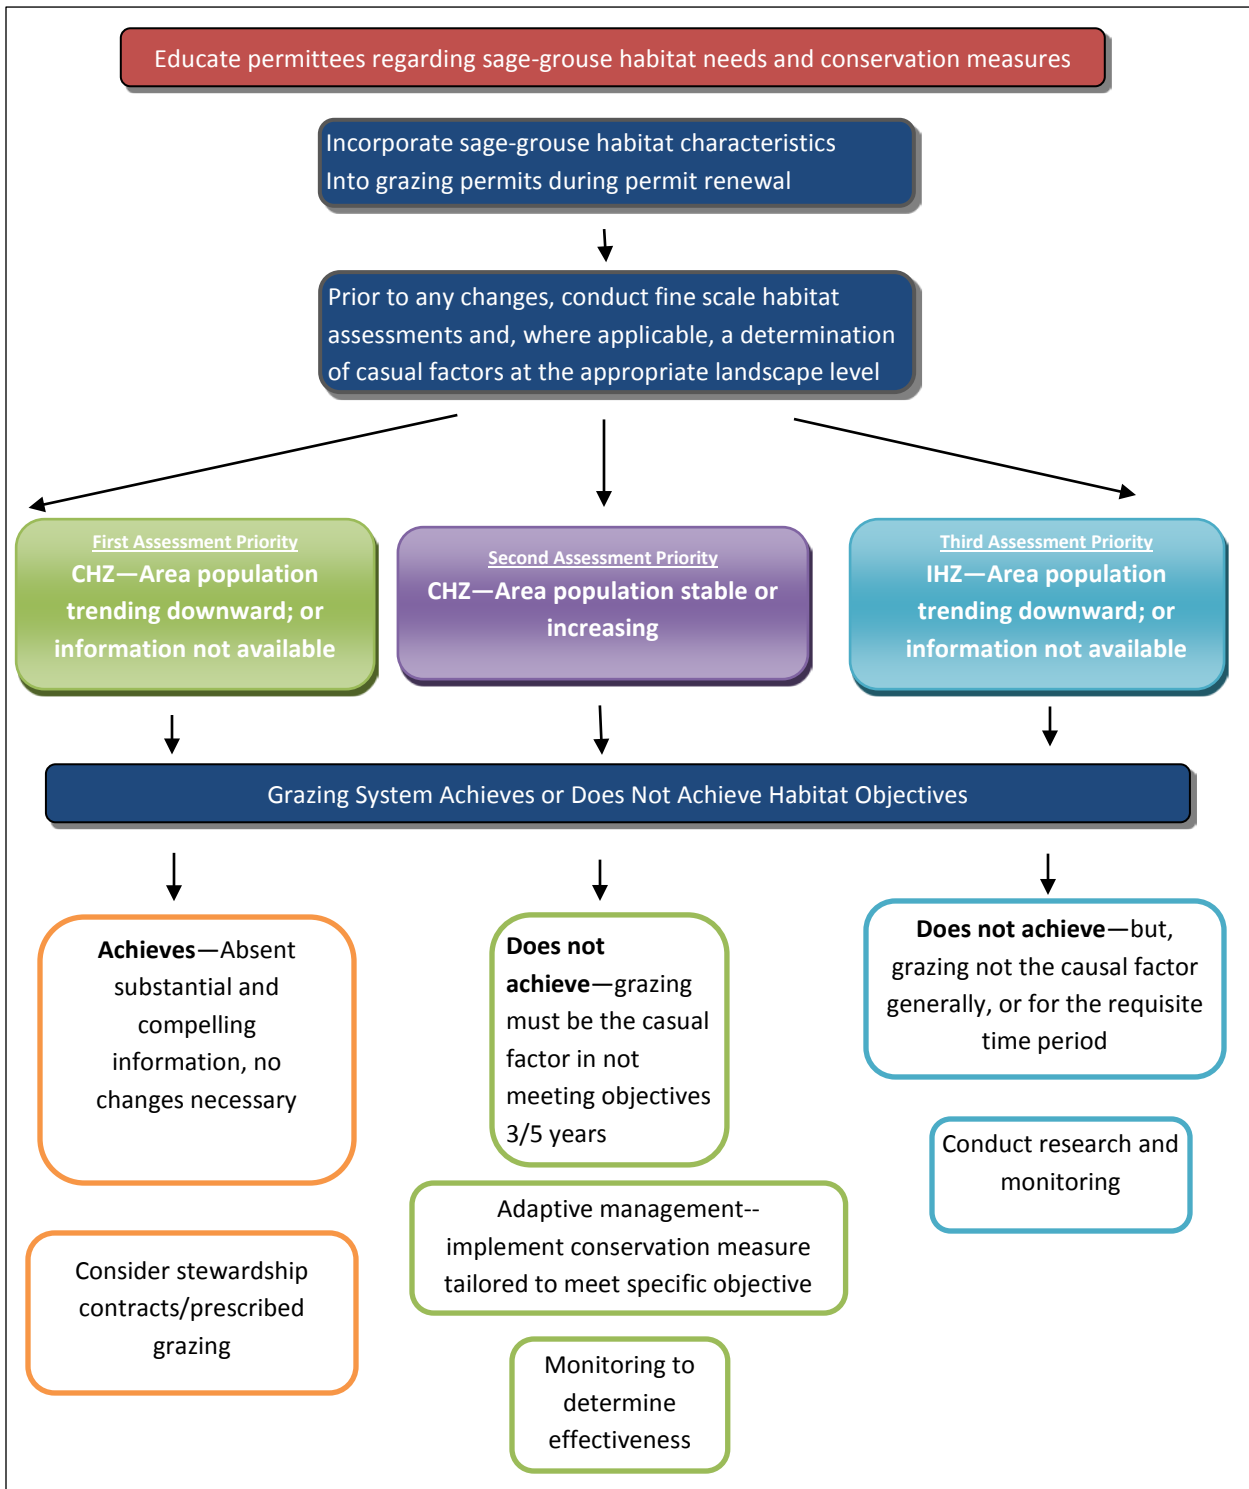 Educate permittees regarding sage-grouse habitat needs and conservation measures
Incorporate sage-grouse habitat characteristics
Into grazing permits during permit renewal
Prior to any changes, conduct fine scale habitat
assessments and, where applicable, a determination
of casual factors at the appropriate landscape level
First Assessment Priority
CHZ—Area population
trending downward; or
information not available
Second Assessment Priority
CHZ—Area population stable or
increasing
Third Assessment Priority
IHZ—Area population
trending downward; or
information not available
Grazing System Achieves or Does Not Achieve Habitat Objectives
Achieves—Absent
substantial and
compelling
information, no
changes necessary
Consider stewardship
contracts/prescribed
grazing
Does not
achieve—grazing
must be the casual
factor in not
meeting objectives
3/5 years
Adaptive management--
implement conservation measure
tailored to meet specific objective
Monitoring to
determine
effectiveness
Does not achieve—but,
grazing not the causal factor
generally, or for the requisite
time period
Conduct research and
monitoring